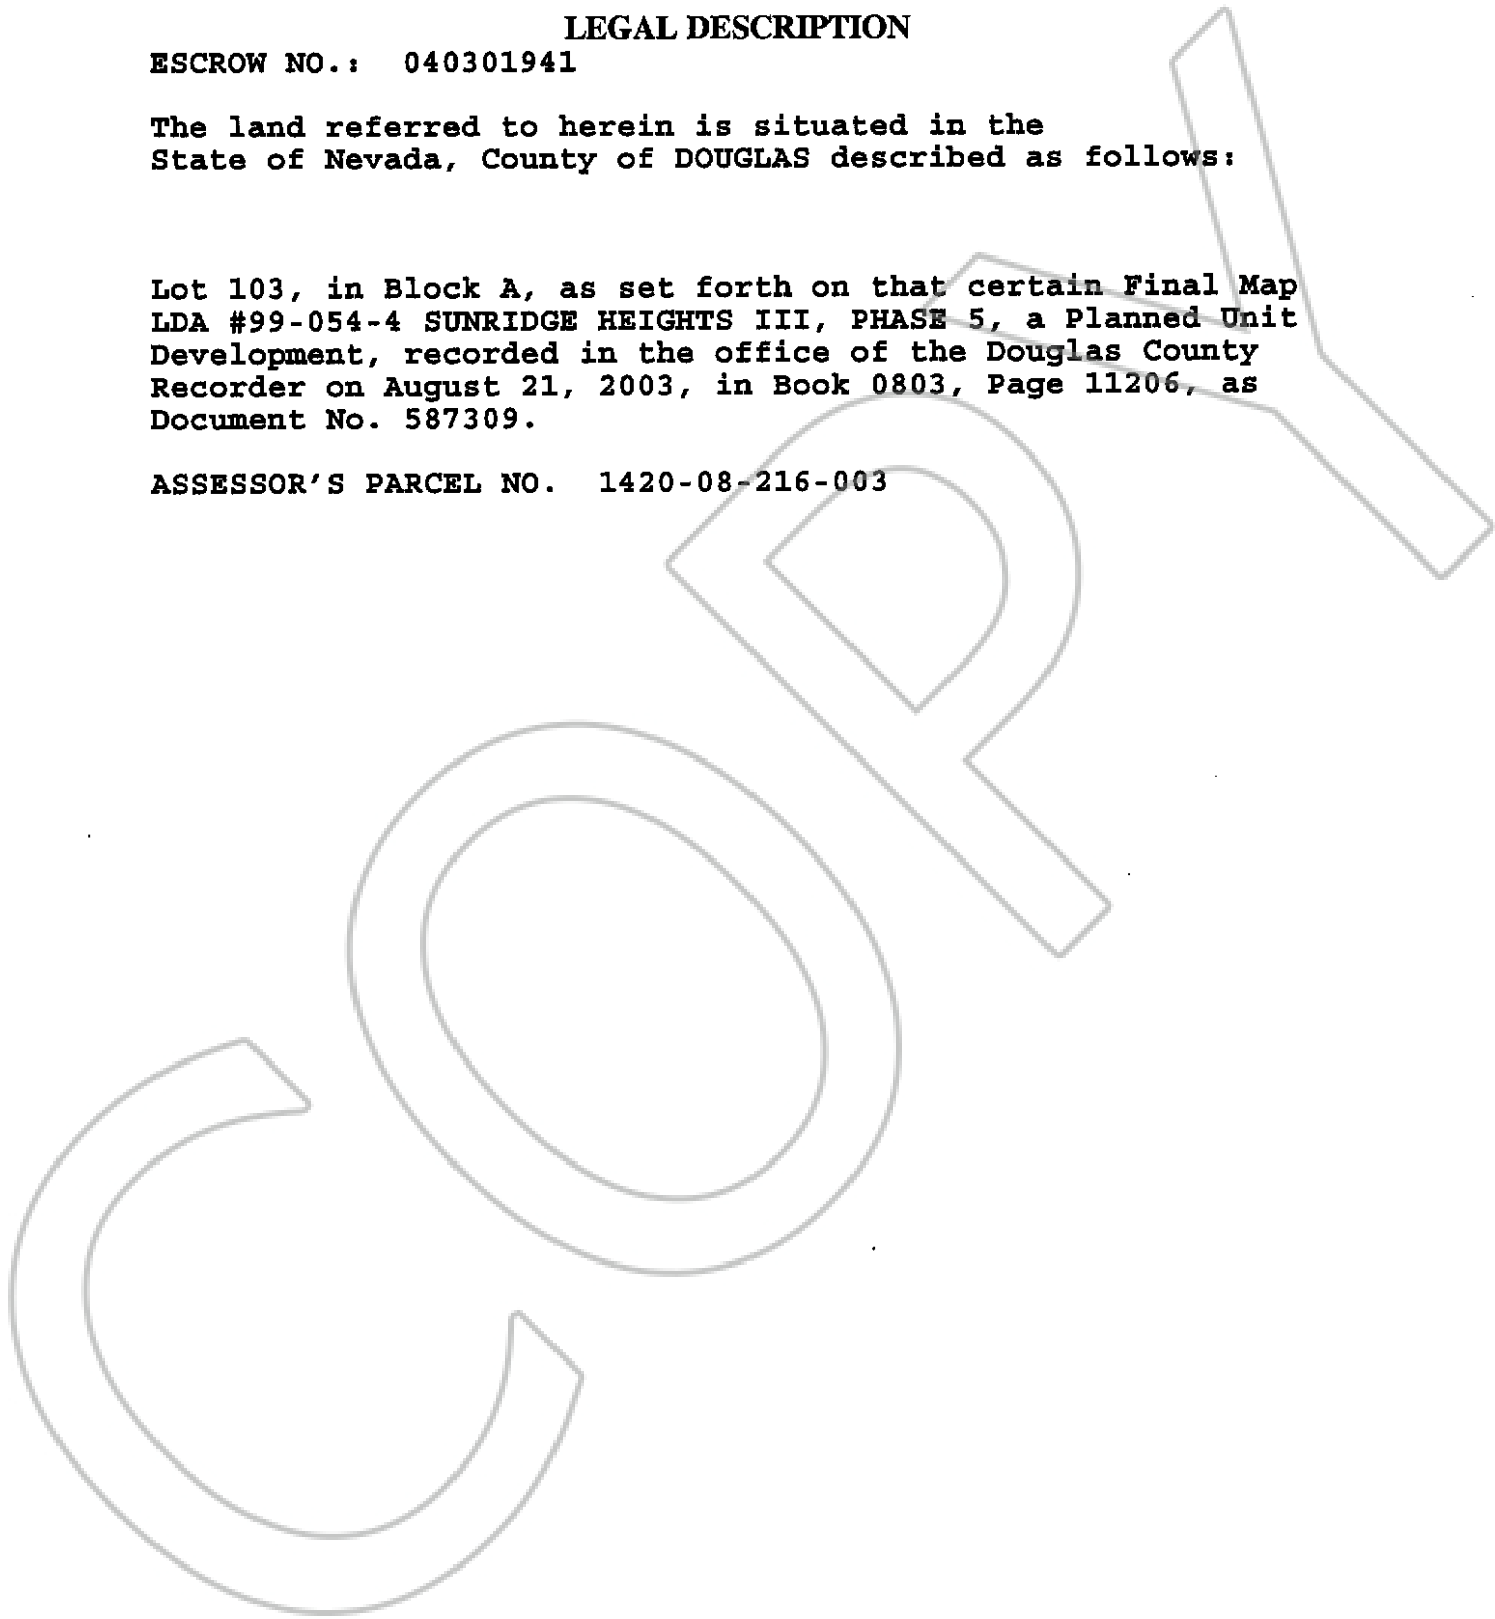 LEGAL DESCRIPTION
ESCROW NO.: 040301941
The land referred to herein is situated in the
State of Nevada, County of DOUGLAS described as follows:
Lot 103, in Block A, as set forth on that certain Final Map
LDA #99-054-4 SUNRIDGE HEIGHTS III, PHASE 5, a Planned Unit
Development, recorded in the office of the Douglas County
Recorder on August 21, 2003, in Book 0803, Page 11206, as
Document No. 587309.
ASSESSOR'S PARCEL NO. 1420-08-216-003
COPY